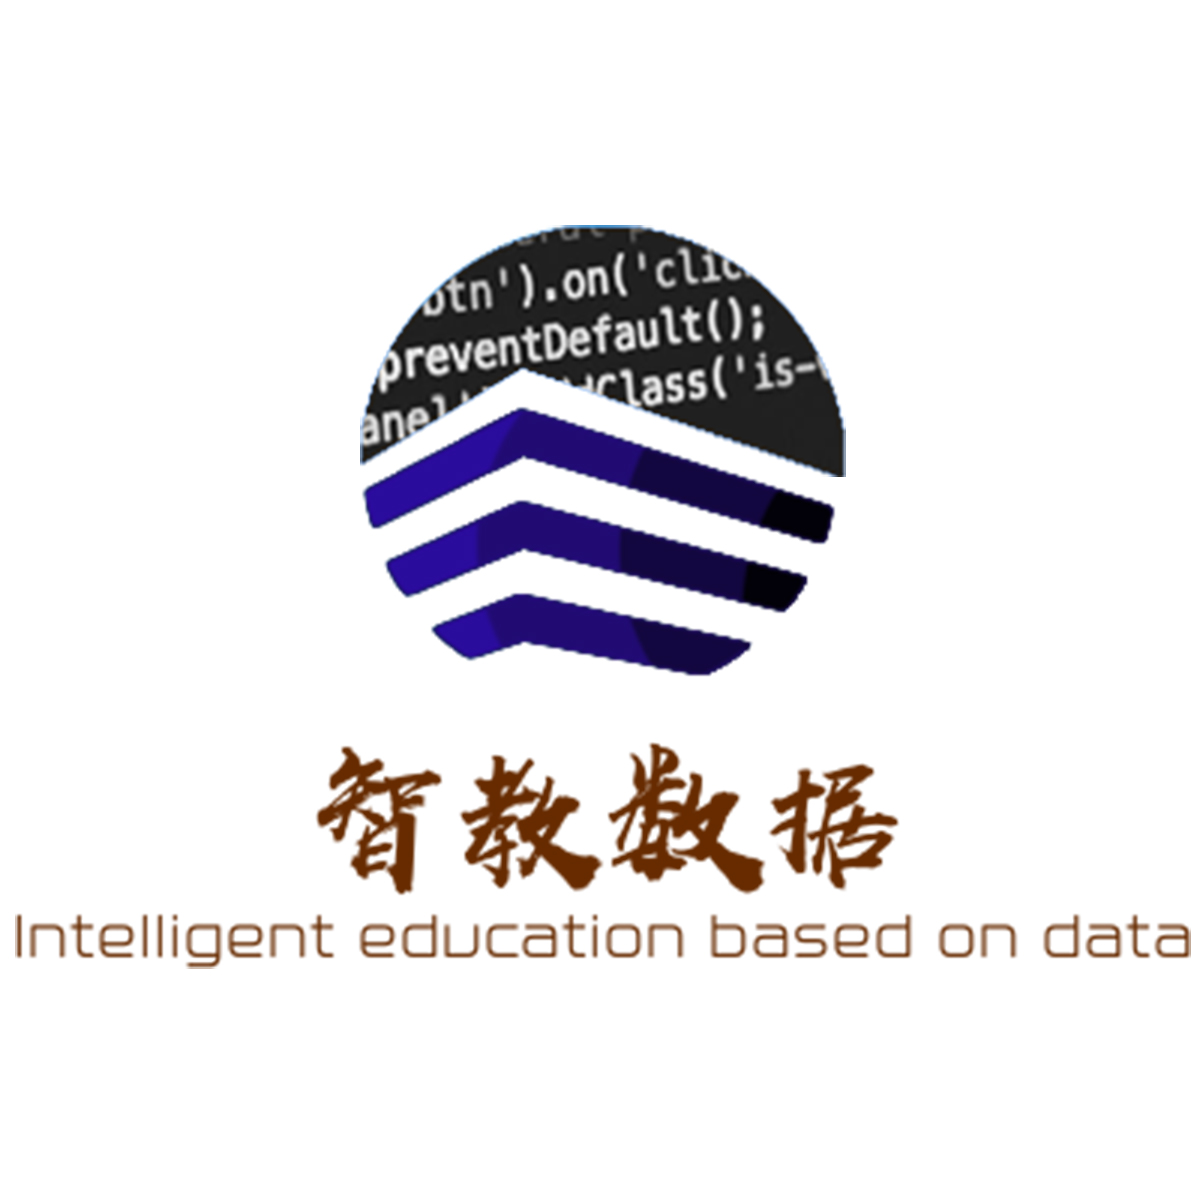 btn').on('clic
preventDefault();
Class('is-
智教数据
Intelligent education based on data